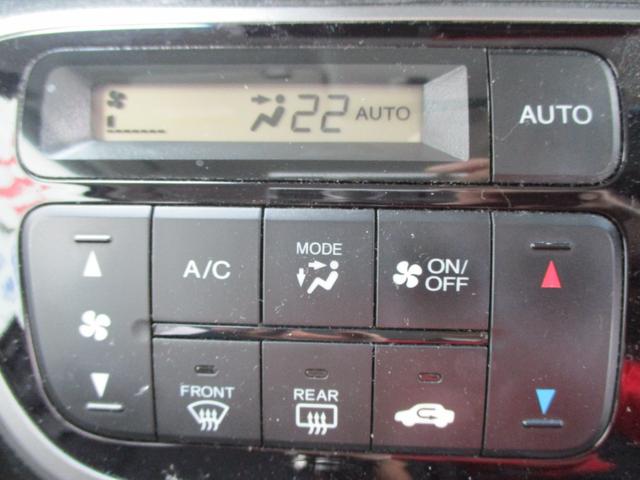 22 AUTO
AUTO
A/C
MODE
ON/
OFF
FRONT
REAR